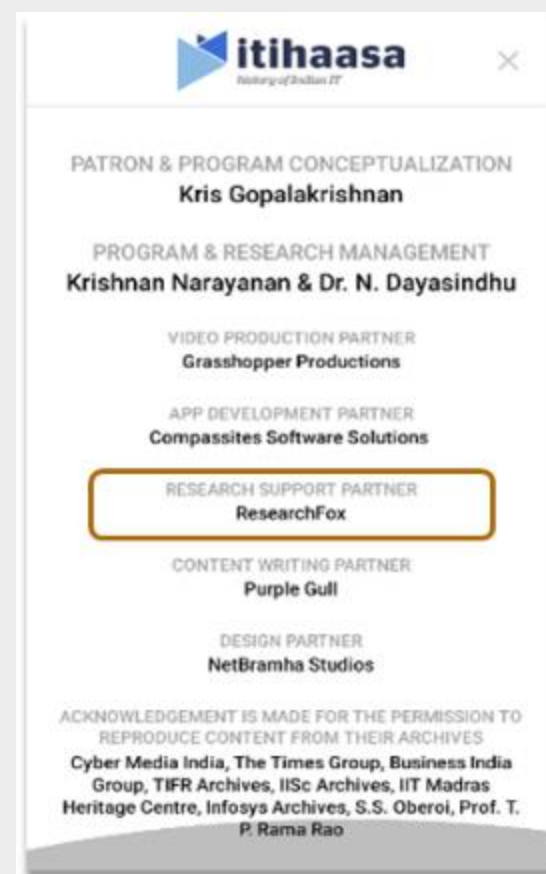 itihaasa
history of Indian IT
PATRON & PROGRAM CONCEPTUALIZATION
Kris Gopalakrishnan
PROGRAM & RESEARCH MANAGEMENT
Krishnan Narayanan & Dr. N. Dayasindhu
VIDEO PRODUCTION PARTNER
Grasshopper Productions
APP DEVELOPMENT PARTNER
Compassites Software Solutions
RESEARCH SUPPORT PARTNER
ResearchFox
CONTENT WRITING PARTNER
Purple Gull
DESIGN PARTNER
NetBramha Studios
ACKNOWLEDGEMENT IS MADE FOR THE PERMISSION TO
REPRODUCE CONTENT FROM THEIR ARCHIVES
Cyber Media India, The Times Group, Business India
Group, TIFR Archives, IISc Archives, IIT Madras
Heritage Centre, Infosys Archives, S.S. Oberoi, Prof. T.
P. Rama Rao